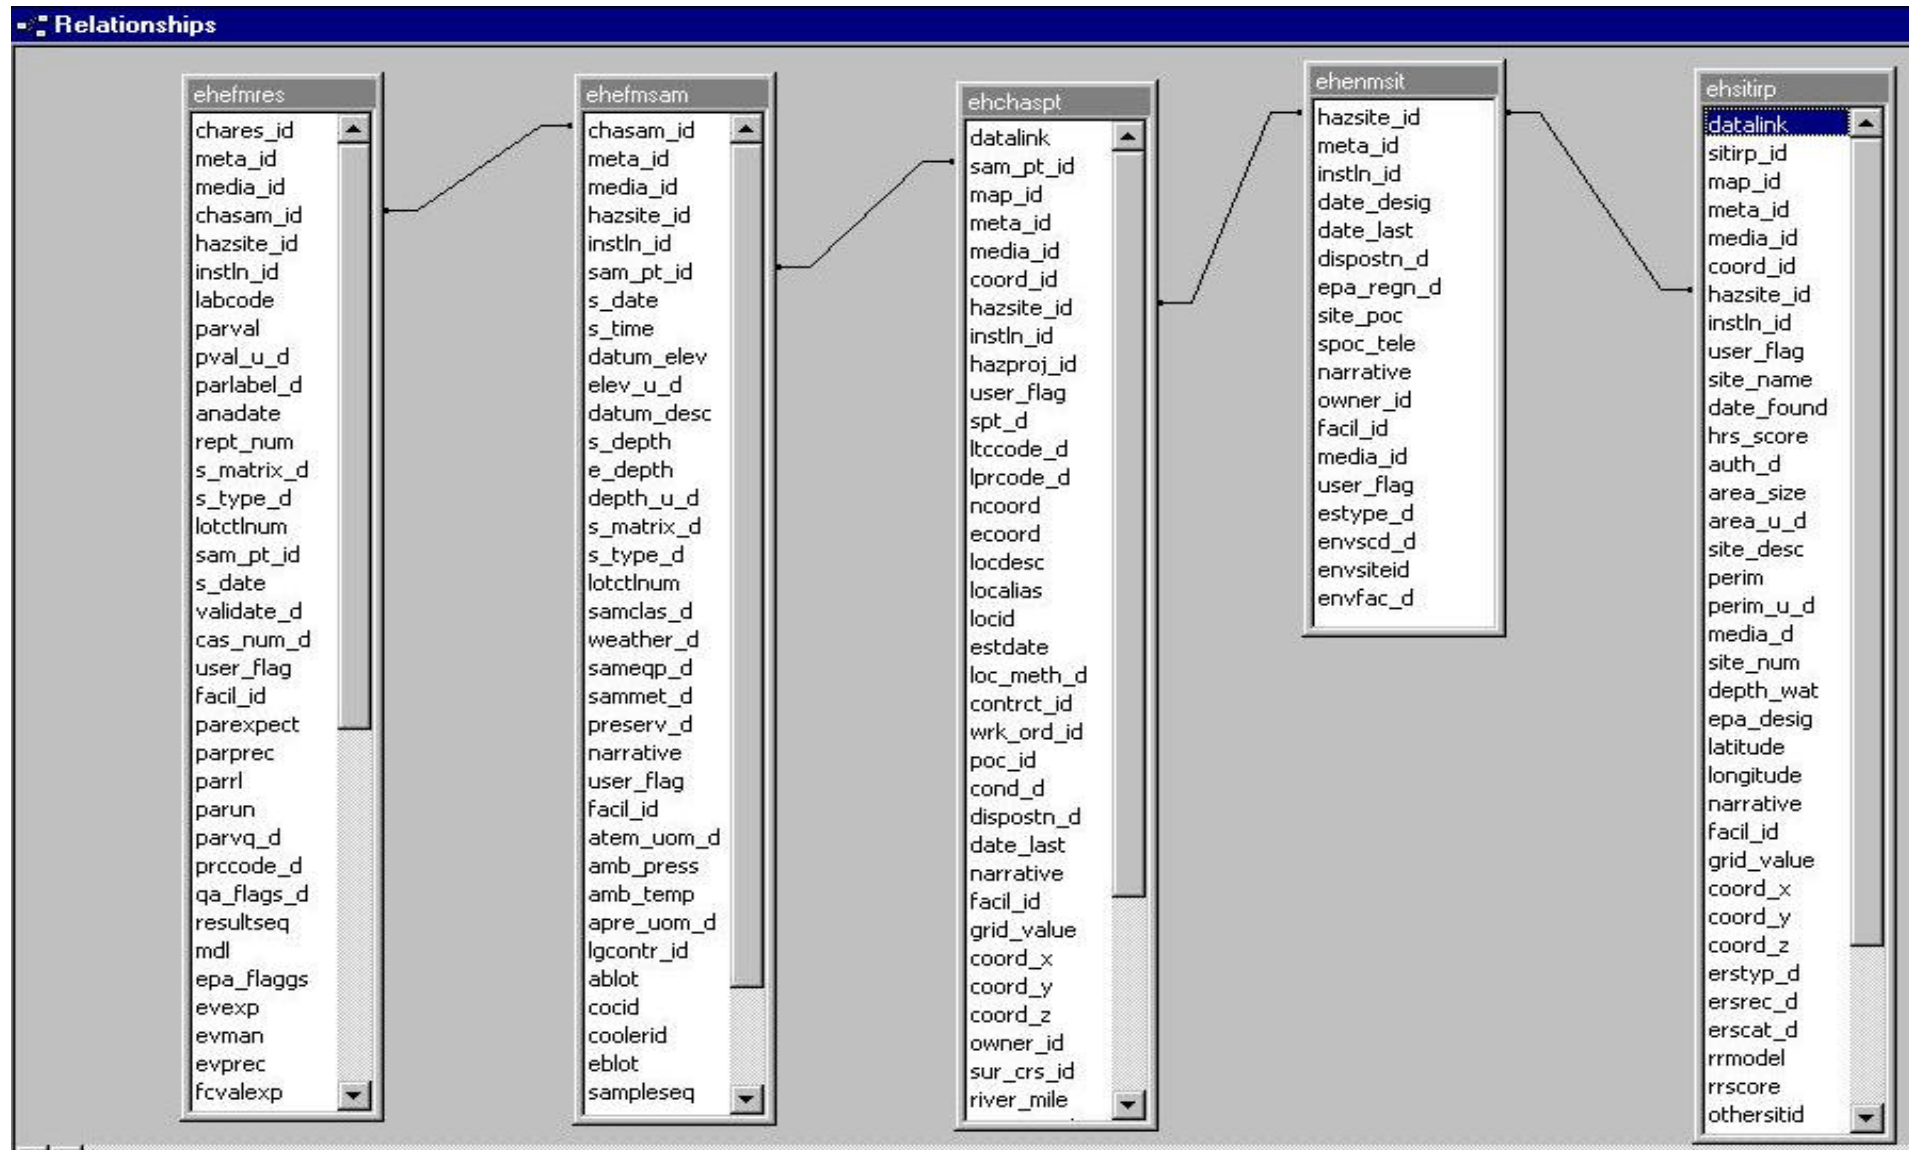 Relationships
ehefmres
chares_id
meta_id
media_id
chasam_id
hazsite_id
instln_id
labcode
parval
pval_u_d
parlabel_d
anadate
rept_num
s_matrix_d
s_type_d
lotctlnum
sam_pt_id
s_date
validate_d
cas_num_d
user_flag
facil_id
parexpect
parprec
parrl
parun
parvq_d
prccode_d
qa_flags_d
resultseq
mdl
epa_flaggs
evexp
evman
evprec
fcvalexp
ehefmsam
chasam_id
meta_id
media_id
hazsite_id
instln_id
sam_pt_id
s_date
s_time
datum_elev
elev_u_d
datum_desc
s_depth
e_depth
depth_u_d
s_matrix_d
s_type_d
lotctlnum
samclas_d
weather_d
sameqp_d
sammet_d
preserv_d
narrative
user_flag
facil_id
atem_uom_d
amb_press
amb_temp
apre_uom_d
lgcontr_id
ablot
cocid
coolerid
eblot
sampleseq
ehchaspt
datalink
sam_pt_id
map_id
meta_id
media_id
coord_id
hazsite_id
instln_id
hazproj_id
user_flag
spt_d
ltccode_d
lprcode_d
ncoord
ecoord
locdesc
localias
locid
estdate
loc_meth_d
contrct_id
wrk_ord_id
poc_id
cond_d
dispostn_d
date_last
narrative
facil_id
grid_value
coord_x
coord_y
coord_z
owner_id
sur_crs_id
river_mile
ehenmsit
hazsite_id
meta_id
instln_id
date_desig
date_last
dispostn_d
epa_regn_d
site_poc
spoc_tele
narrative
owner_id
facil_id
media_id
user_flag
estype_d
envscd_d
envsiteid
envfac_d
ehsitirp
datalink
sitirp_id
map_id
meta_id
media_id
coord_id
hazsite_id
instln_id
user_flag
site_name
date_found
hrs_score
auth_d
area_size
area_u_d
site_desc
perim
perim_u_d
media_d
site_num
depth_wat
epa_desig
latitude
longitude
narrative
facil_id
grid_value
coord_x
coord_y
coord_z
erstyp_d
ersrec_d
erscat_d
rrmodel
rrscore
othersitid